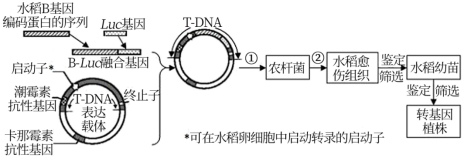 水稻B基因
编码蛋白的序列
Luc基因
B-Luc融合基因
T-DNA
①
农杆菌
②
水稻愈
伤组织
鉴定
筛选
水稻幼苗
鉴定
筛选
转基因
植株
启动子*
潮霉素
抗性基因
T-DNA
表达
载体
终止子
卡那霉素
抗性基因
*可在水稻卵细胞中启动转录的启动子